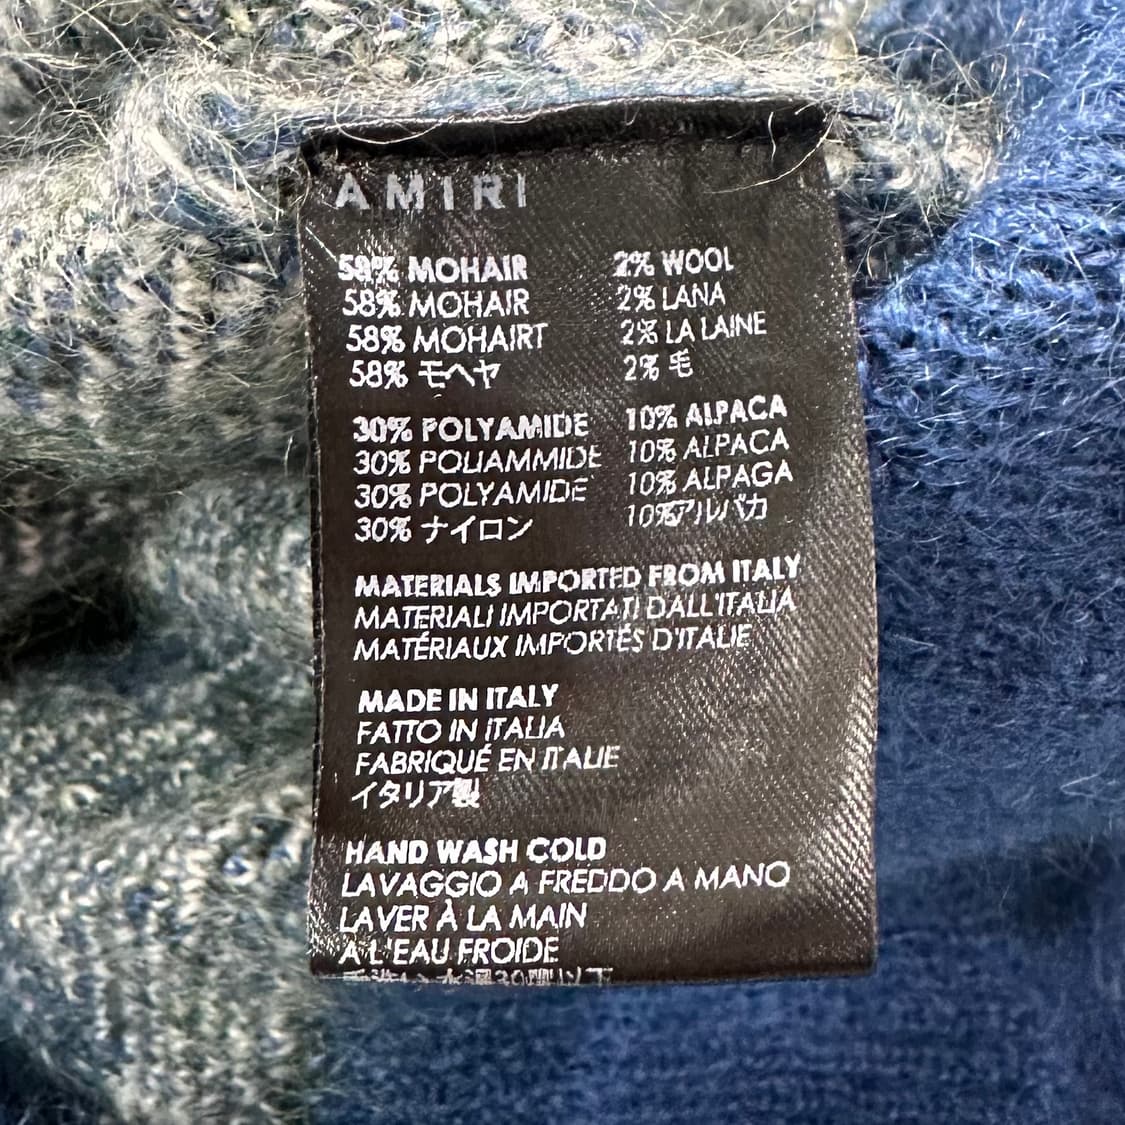 AMIRI
58% MOHAIR
58% MOHAIR
58% MOHAIRT
58% モヘヤ
2% WOOL
2% LANA
2% LA LAINE
2% 毛
30% POLYAMIDE
30% POLIAMMIDE
30% POLYAMIDE
30% ナイロン
10% ALPACA
10% ALPACA
10% ALPAGA
10%アルパカ
MATERIALS IMPORTED FROM ITALY
MATERIALI IMPORTATI DALL'ITALIA
MATÉRIAUX IMPORTÉS D'ITALIE
MADE IN ITALY
FATTO IN ITALIA
FABRIQUÉ EN ITALIE
イタリア製
HAND WASH COLD
LAVAGGIO A FREDDO A MANO
LAVER À LA MAIN
A L'EAU FROIDE